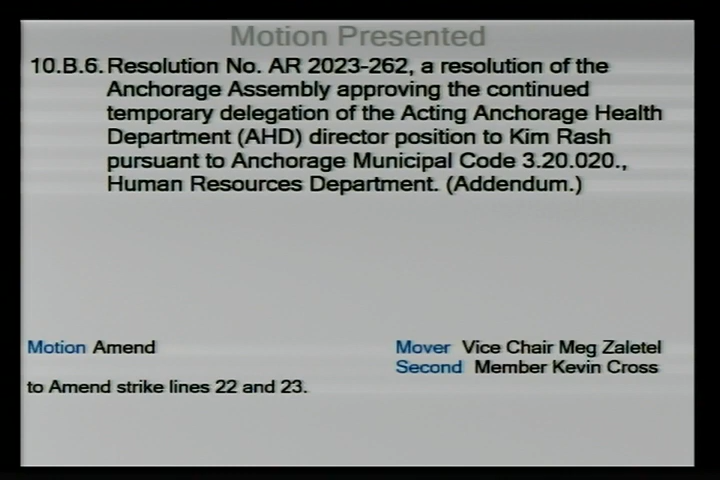 Motion Presented
10.B.6. Resolution No. AR 2023-262, a resolution of the
Anchorage Assembly approving the continued
temporary delegation of the Acting Anchorage Health
Department (AHD) director position to Kim Rash
pursuant to Anchorage Municipal Code 3.20.020.,
Human Resources Department. (Addendum.)
Motion Amend
Mover Vice Chair Meg Zaletel
Second Member Kevin Cross
to Amend strike lines 22 and 23.